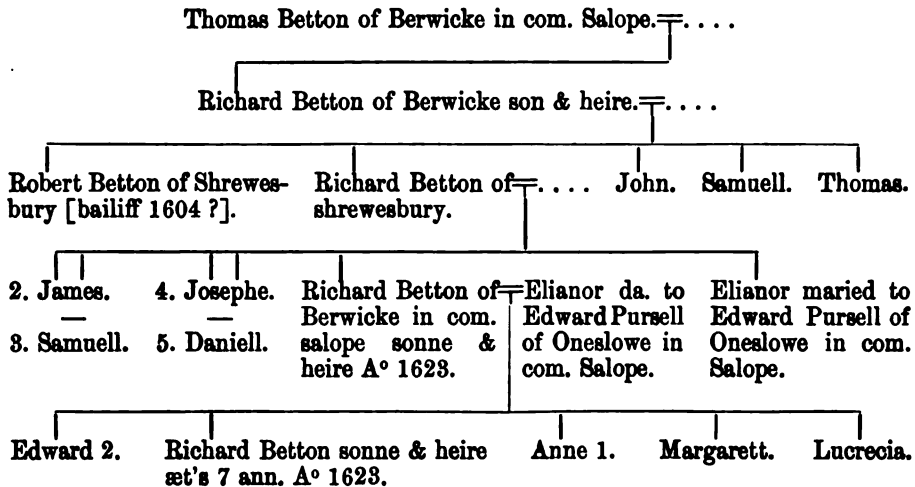 Thomas Betton of Berwicke in com. Salope.=. . . .
Richard Betton of Berwicke son & heire.=. . . .
Robert Betton of Shrewes-
bury [bailiff 1604 ?].
Richard Betton of=. . . .
shrewesbury.
John.
Samuell.
Thomas.
2. James.
—
3. Samuell.
4. Josephe.
—
5. Daniell.
Richard Betton of=
Berwicke in com.
salope sonne &
heire Aº 1623.
Elianor da. to
Edward Pursell
of Oneslowe in
com. Salope.
Elianor maried to
Edward Pursell of
Oneslowe in com.
Salope.
Edward 2.
Richard Betton sonne & heire
æt's 7 ann. Aº 1623.
Anne 1.
Margarett.
Lucrecia.